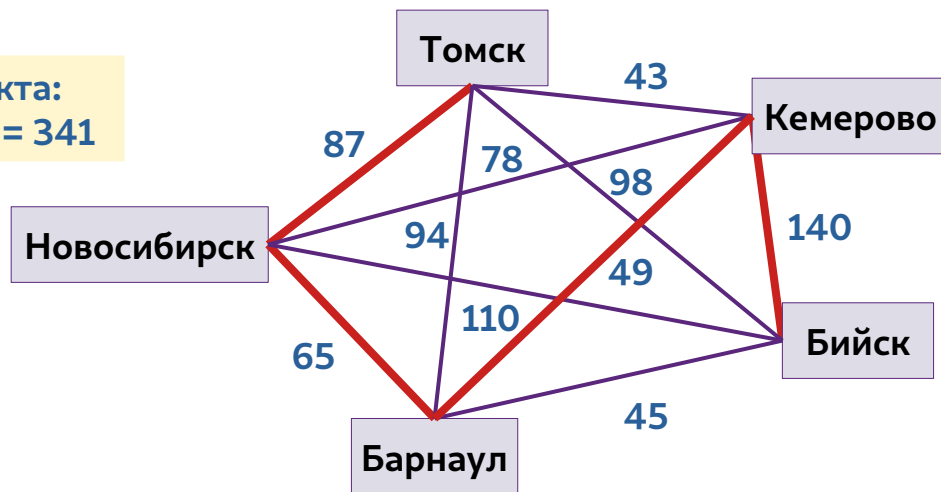 Томск
43
кта:
= 341
Кемерово
87
78
98
Новосибирск
94
140
49
110
65
Бийск
45
Барнаул